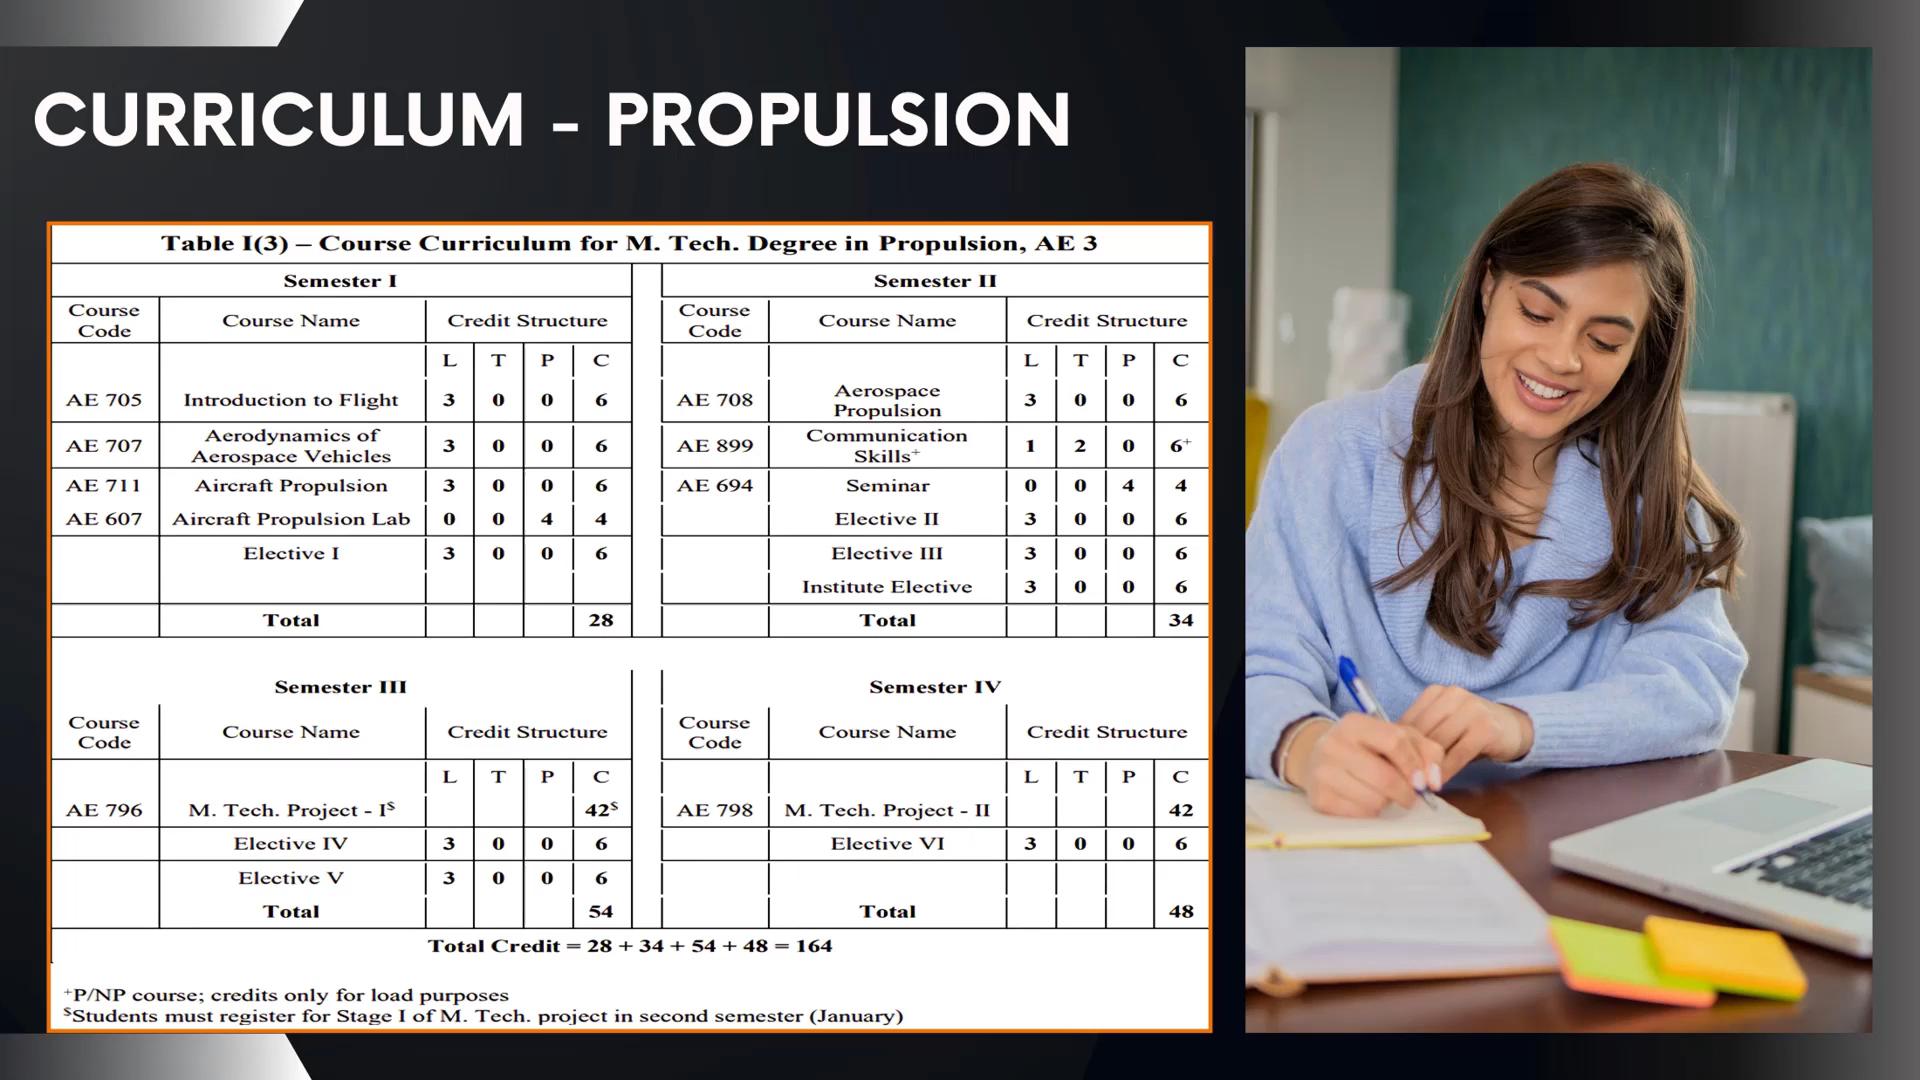 CURRICULUM - PROPULSION
Table I(3) – Course Curriculum for M. Tech. Degree in Propulsion, AE 3
Semester I
Course Code Course Name Credit Structure
L T P C
AE 705 Introduction to Flight 3 0 0 6
AE 707 Aerodynamics of Aerospace Vehicles 3 0 0 6
AE 711 Aircraft Propulsion 3 0 0 6
AE 607 Aircraft Propulsion Lab 0 0 4 4
Elective I 3 0 0 6
Total 28
Semester II
Course Code Course Name Credit Structure
L T P C
AE 708 Aerospace Propulsion 3 0 0 6
AE 899 Communication Skills+ 1 2 0 6+
AE 694 Seminar 0 0 4 4
Elective II 3 0 0 6
Elective III 3 0 0 6
Institute Elective 3 0 0 6
Total 34
Semester III
Course Code Course Name Credit Structure
L T P C
AE 796 M. Tech. Project - I$ 42$
Elective IV 3 0 0 6
Elective V 3 0 0 6
Total 54
Semester IV
Course Code Course Name Credit Structure
L T P C
AE 798 M. Tech. Project - II 42
Elective VI 3 0 0 6
Total 48
Total Credit = 28 + 34 + 54 + 48 = 164
+P/NP course; credits only for load purposes
$Students must register for Stage I of M. Tech. project in second semester (January)